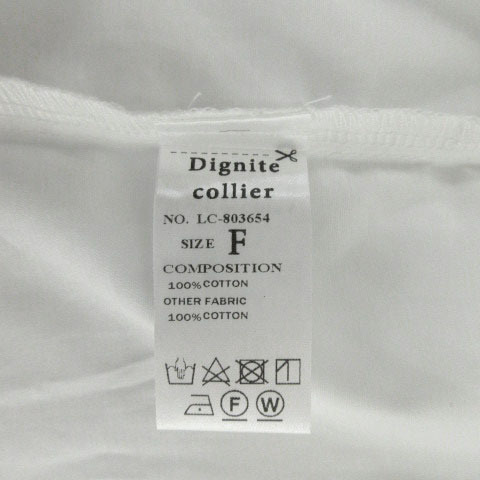 Dignite
collier
NO. LC-803654
SIZE F
COMPOSITION
100% COTTON
OTHER FABRIC
100% COTTON
F W